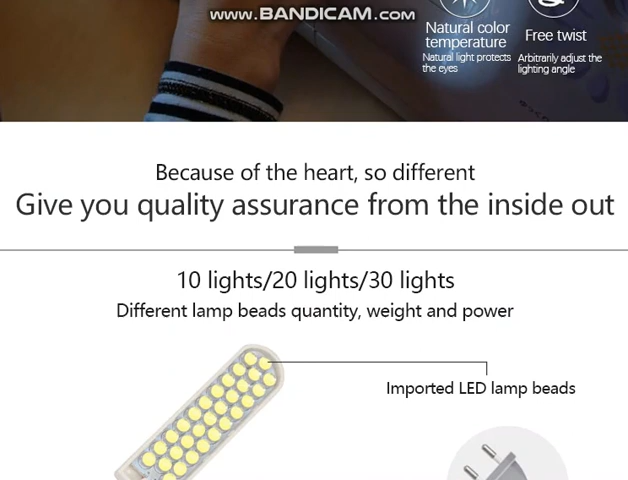 www.BANDICAM.com
Natural color
temperature
Natural light protects
the eyes
Free twist
Arbitrarily adjust the
lighting angle
Because of the heart, so different
Give you quality assurance from the inside out
10 lights/20 lights/30 lights
Different lamp beads quantity, weight and power
Imported LED lamp beads